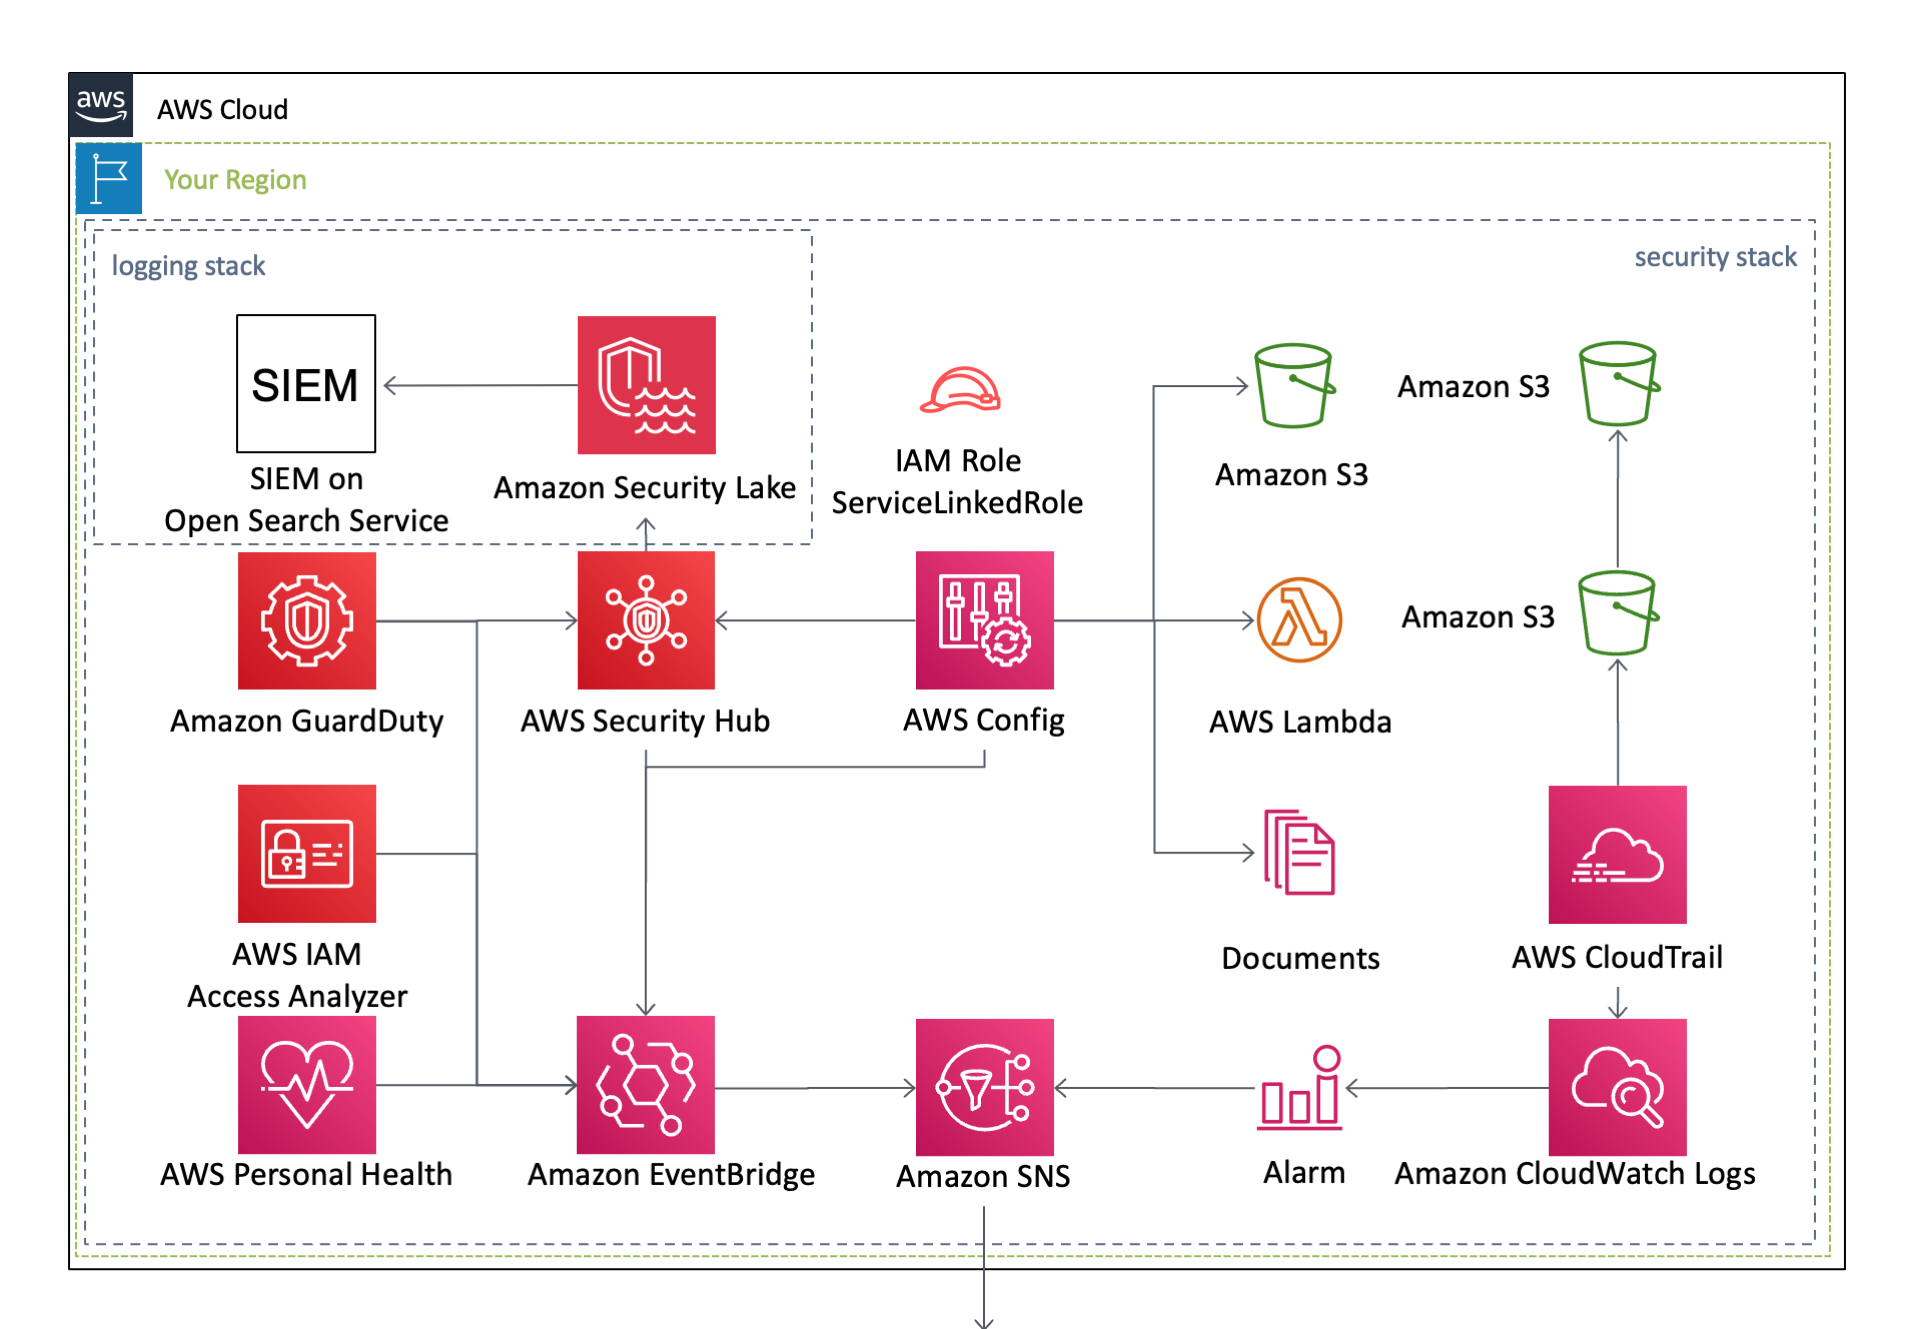 aws
AWS Cloud
Your Region
logging stack
security stack
SIEM
SIEM on
Open Search Service
Amazon Security Lake
IAM Role
ServiceLinkedRole
Amazon S3
Amazon S3
Amazon GuardDuty
AWS Security Hub
AWS Config
AWS Lambda
Amazon S3
AWS IAM
Access Analyzer
Documents
AWS CloudTrail
AWS Personal Health
Amazon EventBridge
Amazon SNS
Alarm
Amazon CloudWatch Logs